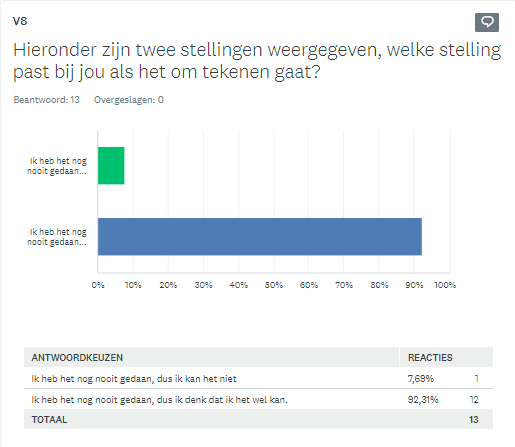 V8
Hieronder zijn twee stellingen weergegeven, welke stelling
past bij jou als het om tekenen gaat?
Beantwoord: 13 Overgeslagen: 0
Ik heb het nog
nooit gedaan...
Ik heb het nog
nooit gedaan...
0% 10% 20% 30% 40% 50% 60% 70% 80% 90% 100%
ANTWOORDKEUZEN REACTIES
Ik heb het nog nooit gedaan, dus ik kan het niet 7,69% 1
Ik heb het nog nooit gedaan, dus ik denk dat ik het wel kan. 92,31% 12
TOTAAL 13